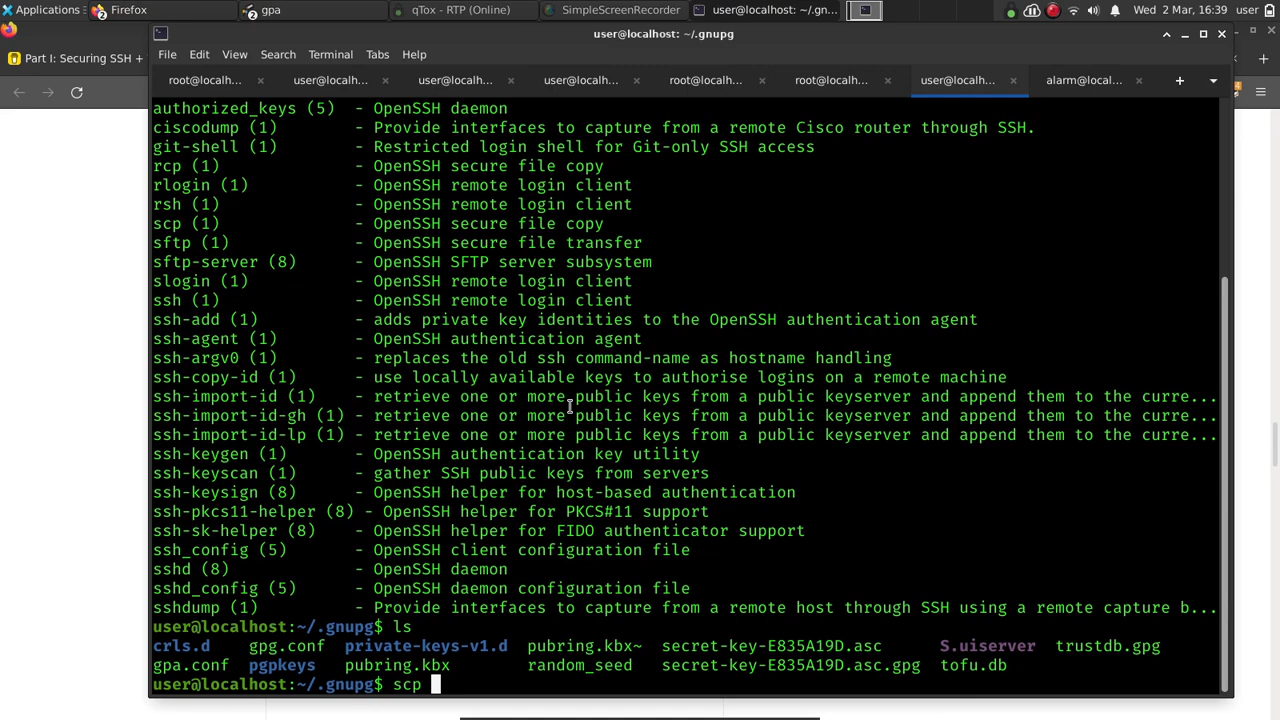 Applications
Firefox
2 gpa
qTox - RTP (Online)
SimpleScreenRecorder
user@localhost: ~/.gn...
Wed 2 Mar, 16:39 user
user@localhost: ~/.gnupg
File Edit View Search Terminal Tabs Help
Part I: Securing SSH +
root@localh... × user@localh... × user@localh... × user@localh... × root@localh... × root@localh... × user@localh... × alarm@local... ×
authorized_keys (5) - OpenSSH daemon
ciscodump (1) - Provide interfaces to capture from a remote Cisco router through SSH.
git-shell (1) - Restricted login shell for Git-only SSH access
rcp (1) - OpenSSH secure file copy
rlogin (1) - OpenSSH remote login client
rsh (1) - OpenSSH remote login client
scp (1) - OpenSSH secure file copy
sftp (1) - OpenSSH secure file transfer
sftp-server (8) - OpenSSH SFTP server subsystem
slogin (1) - OpenSSH remote login client
ssh (1) - OpenSSH remote login client
ssh-add (1) - adds private key identities to the OpenSSH authentication agent
ssh-agent (1) - OpenSSH authentication agent
ssh-argv0 (1) - replaces the old ssh command-name as hostname handling
ssh-copy-id (1) - use locally available keys to authorise logins on a remote machine
ssh-import-id (1) - retrieve one or more public keys from a public keyserver and append them to the curre...
ssh-import-id-gh (1) - retrieve one or more public keys from a public keyserver and append them to the curre...
ssh-import-id-lp (1) - retrieve one or more public keys from a public keyserver and append them to the curre...
ssh-keygen (1) - OpenSSH authentication key utility
ssh-keyscan (1) - gather SSH public keys from servers
ssh-keysign (8) - OpenSSH helper for host-based authentication
ssh-pkcs11-helper (8) - OpenSSH helper for PKCS#11 support
ssh-sk-helper (8) - OpenSSH helper for FIDO authenticator support
ssh_config (5) - OpenSSH client configuration file
sshd (8) - OpenSSH daemon
sshd_config (5) - OpenSSH daemon configuration file
sshdump (1) - Provide interfaces to capture from a remote host through SSH using a remote capture b...
user@localhost:~/.gnupg$ ls
crls.d gpg.conf private-keys-v1.d pubring.kbx~ secret-key-E835A19D.asc S.uiserver trustdb.gpg
gpa.conf pgpkeys pubring.kbx random_seed secret-key-E835A19D.asc.gpg tofu.db
user@localhost:~/.gnupg$ scp